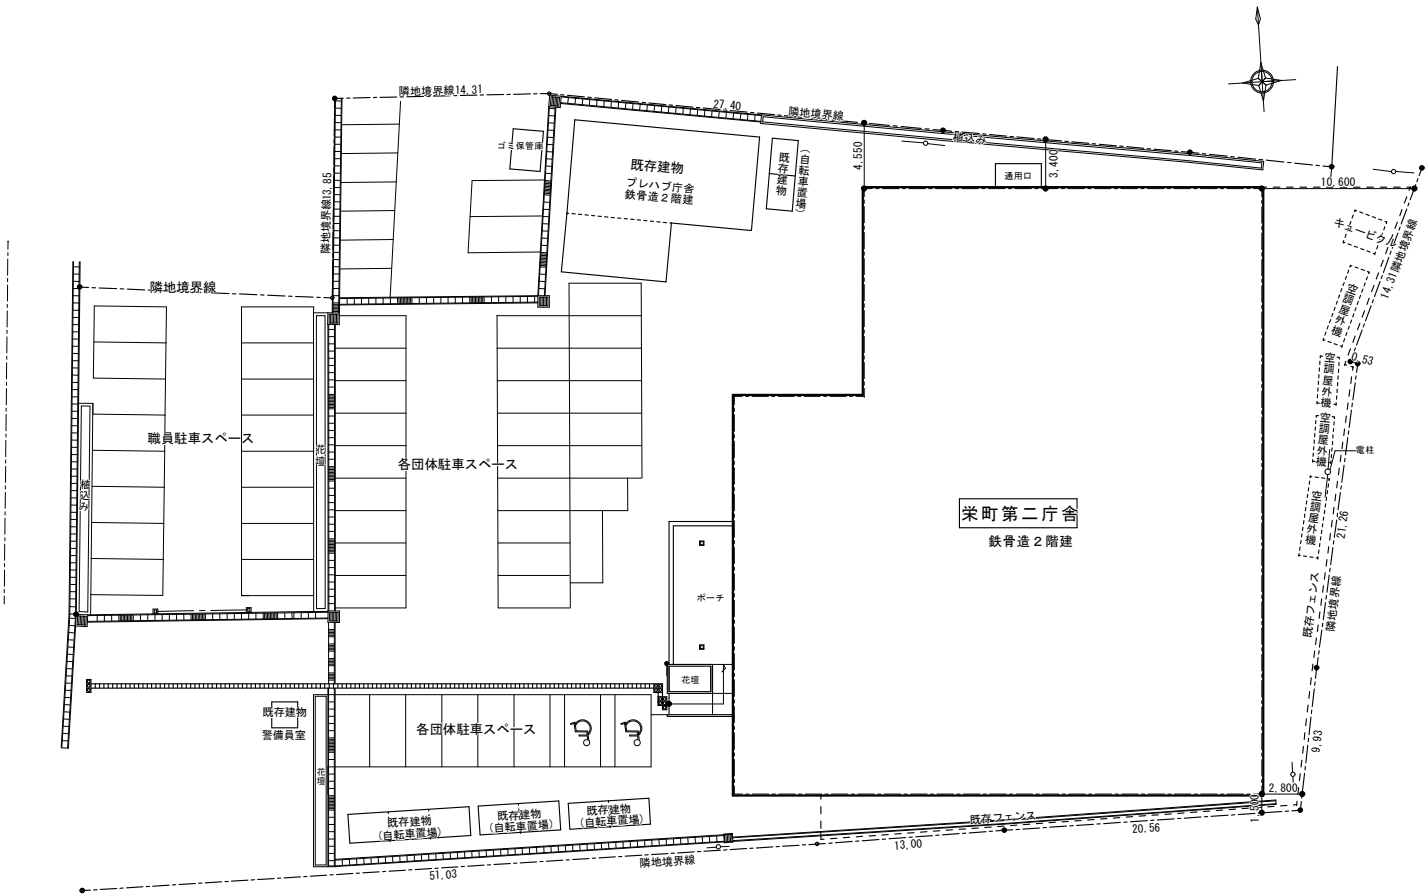 隣地境界線14.31
27.40
隣地境界線
植込み
ゴミ保管庫
隣地境界線13.85
既存建物
プレハブ庁舎
鉄骨造２階建
既存建物
(自転車置場)
4,550
3,400
通用口
10,600
キュービクル
14.31
隣地境界線
空調屋外機
0.53
空調屋外機
空調屋外機
電柱
空調屋外機
21.26
既存フェンス
隣地境界線
9.93
2,800
隣地境界線
職員駐車スペース
植込み
花壇
各団体駐車スペース
栄町第二庁舎
鉄骨造２階建
ポーチ
花壇
既存建物
警備員室
花壇
各団体駐車スペース
既存建物
(自転車置場)
既存建物
(自転車置場)
既存建物
(自転車置場)
既存フェンス
20.56
13.00
隣地境界線
51.03